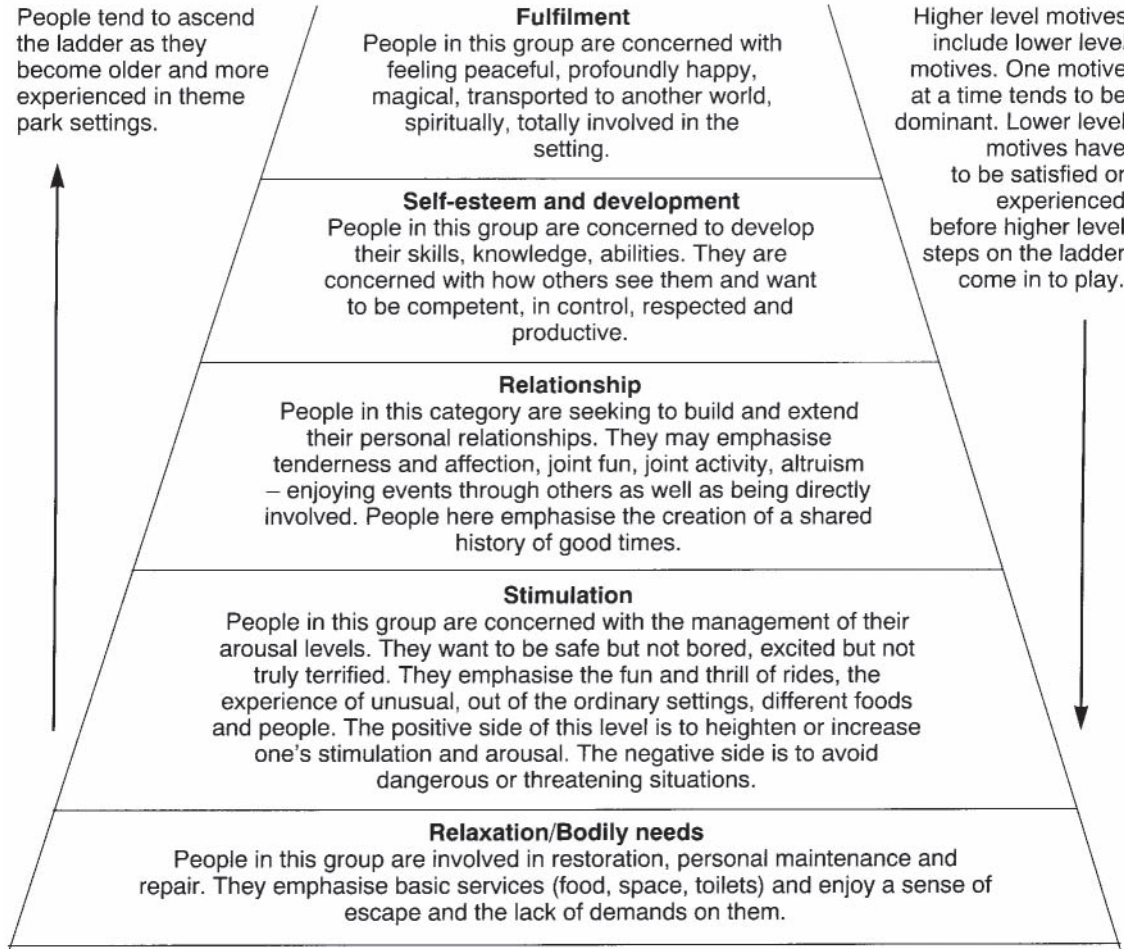 People tend to ascend
the ladder as they
become older and more
experienced in theme
park settings.
Fulfilment
People in this group are concerned with
feeling peaceful, profoundly happy,
magical, transported to another world,
spiritually, totally involved in the
setting.
Higher level motives
include lower level
motives. One motive
at a time tends to be
dominant. Lower level
motives have
to be satisfied or
experienced
before higher level
steps on the ladder
come in to play.
Self-esteem and development
People in this group are concerned to develop
their skills, knowledge, abilities. They are
concerned with how others see them and want
to be competent, in control, respected and
productive.
Relationship
People in this category are seeking to build and extend
their personal relationships. They may emphasise
tenderness and affection, joint fun, joint activity, altruism
– enjoying events through others as well as being directly
involved. People here emphasise the creation of a shared
history of good times.
Stimulation
People in this group are concerned with the management of their
arousal levels. They want to be safe but not bored, excited but not
truly terrified. They emphasise the fun and thrill of rides, the
experience of unusual, out of the ordinary settings, different foods
and people. The positive side of this level is to heighten or increase
one's stimulation and arousal. The negative side is to avoid
dangerous or threatening situations.
Relaxation/Bodily needs
People in this group are involved in restoration, personal maintenance and
repair. They emphasise basic services (food, space, toilets) and enjoy a sense of
escape and the lack of demands on them.